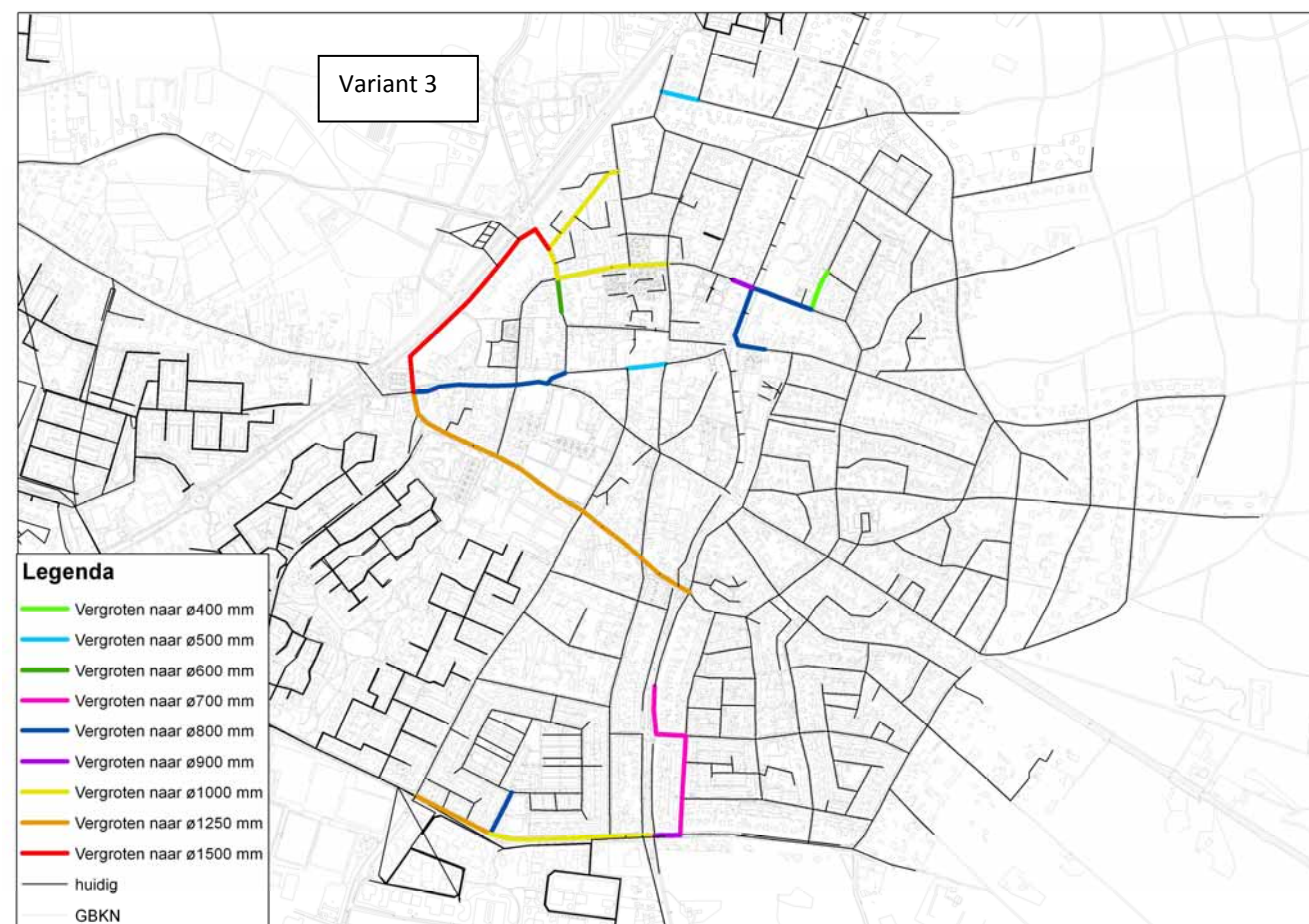 Variant 3
Legenda
Vergroten naar ø400 mm
Vergroten naar ø500 mm
Vergroten naar ø600 mm
Vergroten naar ø700 mm
Vergroten naar ø800 mm
Vergroten naar ø900 mm
Vergroten naar ø1000 mm
Vergroten naar ø1250 mm
Vergroten naar ø1500 mm
huidig
GBKN